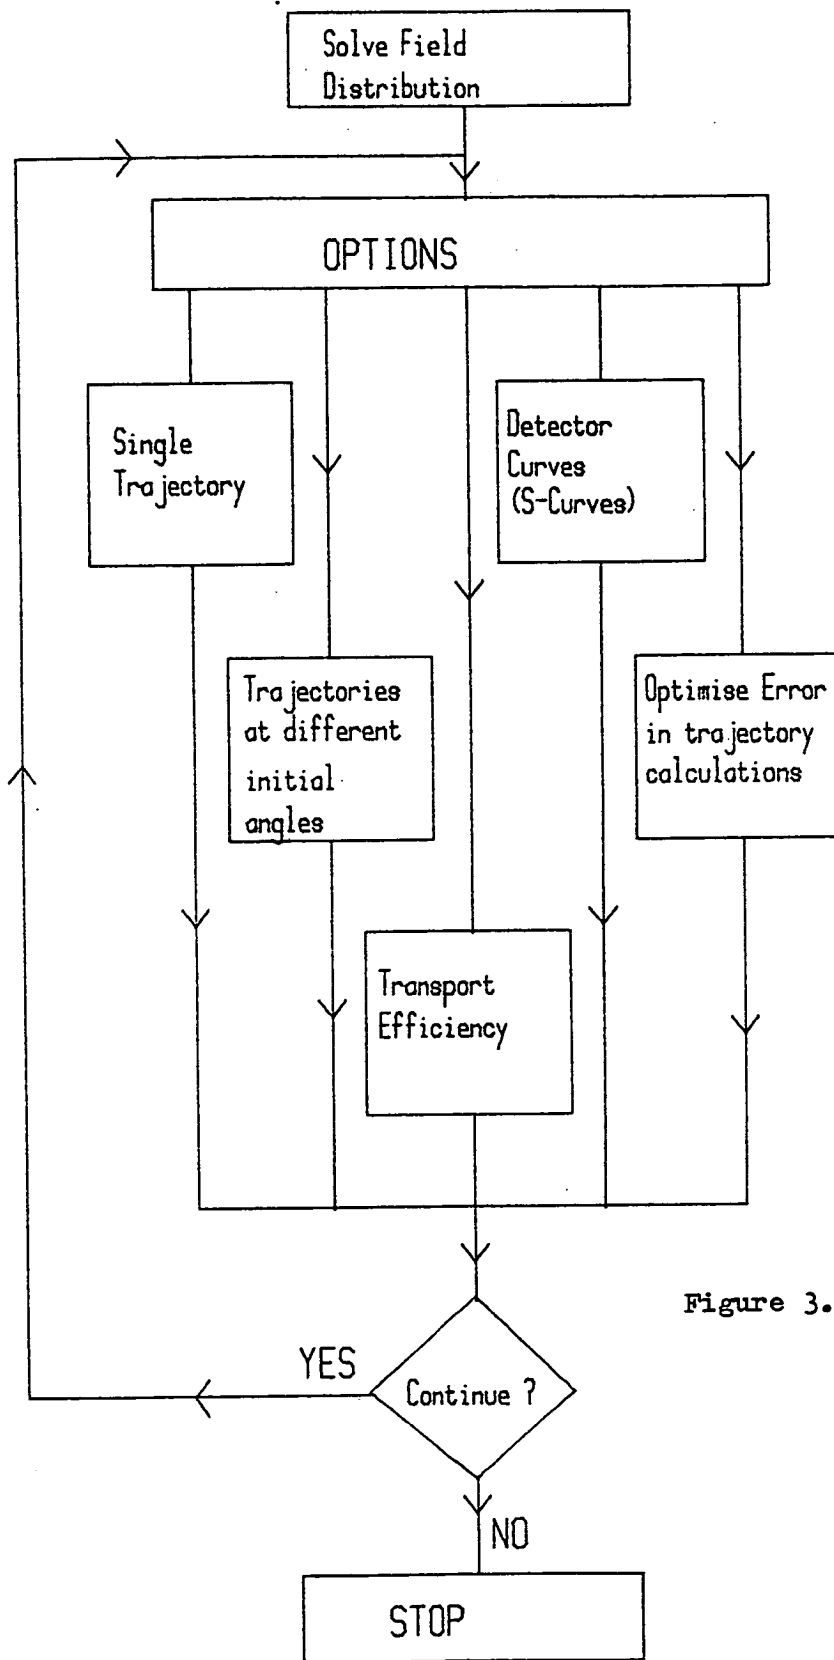 Solve Field
Distribution
OPTIONS
Single
Trajectory
Detector
Curves
(S-Curves)
Trajectories
at different
initial
angles
Optimise Error
in trajectory
calculations
Transport
Efficiency
Figure 3.
YES
Continue ?
NO
STOP